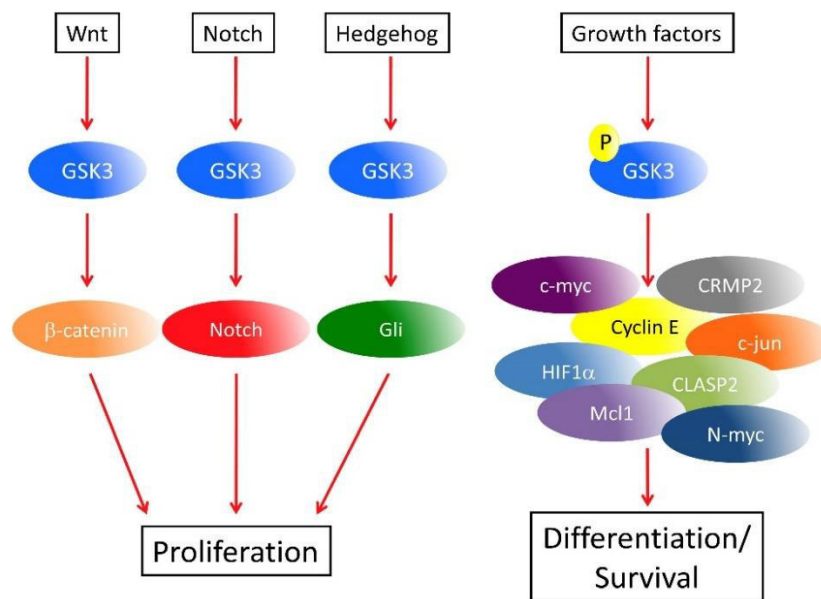 Wnt
Notch
Hedgehog
Growth factors
GSK3
GSK3
GSK3
P
GSK3
β-catenin
Notch
Gli
c-myc
CRMP2
Cyclin E
c-jun
HIF1α
CLASP2
Mcl1
N-myc
Proliferation
Differentiation/
Survival